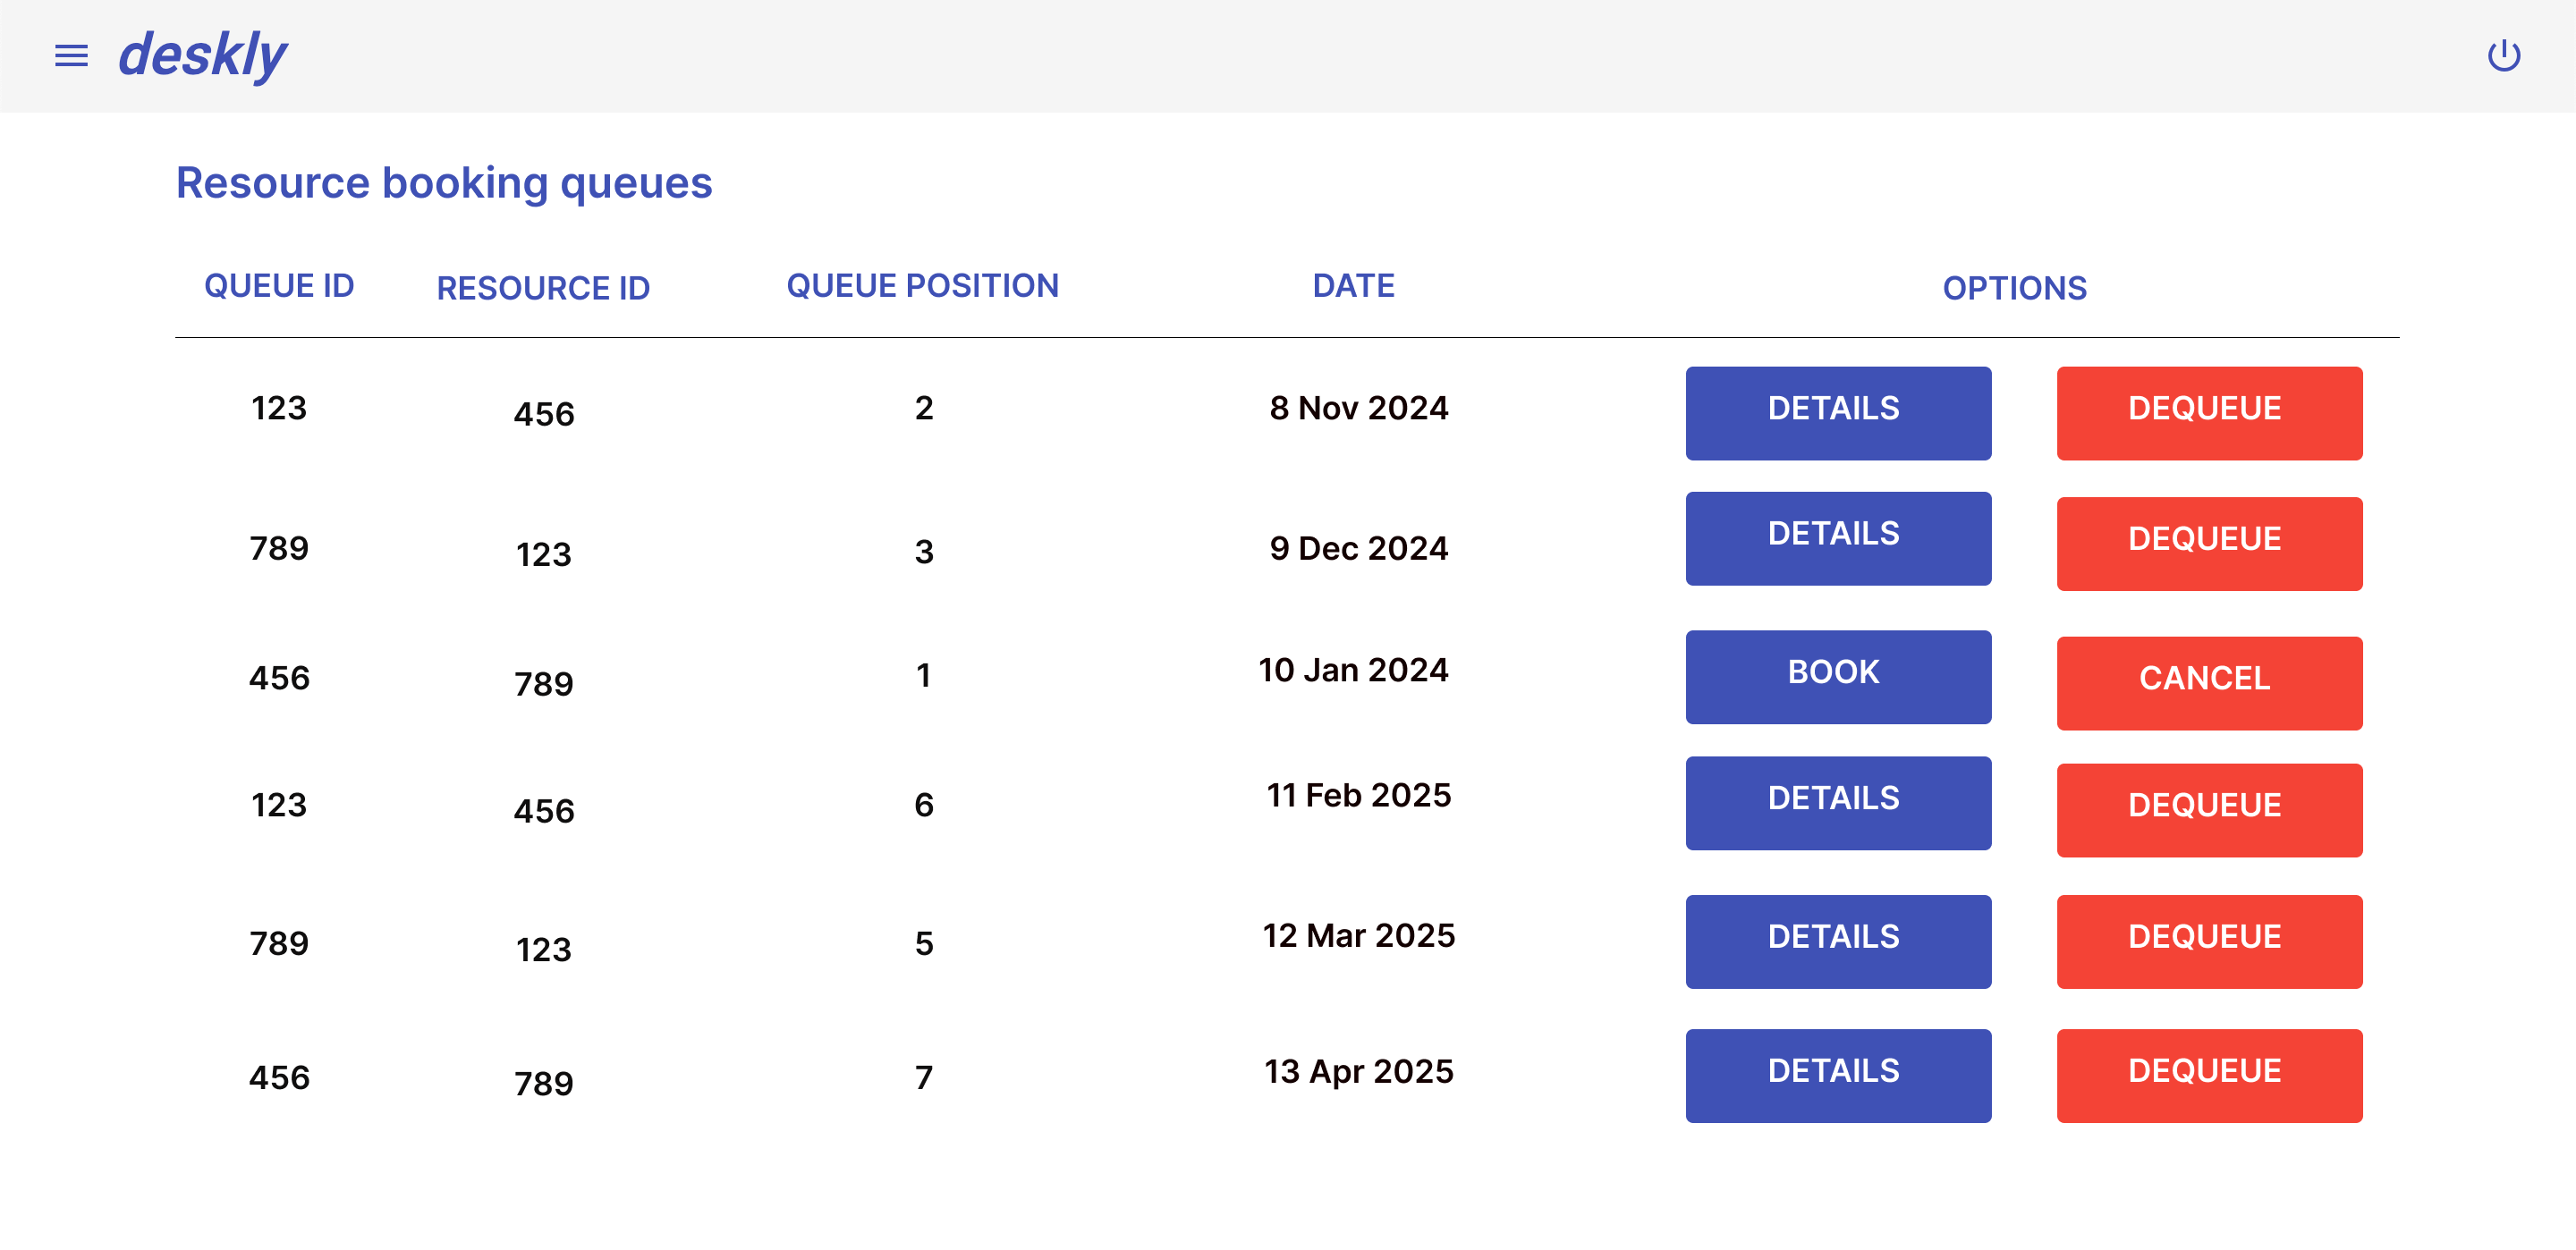 deskly
Resource booking queues
QUEUE ID RESOURCE ID QUEUE POSITION DATE OPTIONS
123 456 2 8 Nov 2024 DETAILS DEQUEUE
789 123 3 9 Dec 2024 DETAILS DEQUEUE
456 789 1 10 Jan 2024 BOOK CANCEL
123 456 6 11 Feb 2025 DETAILS DEQUEUE
789 123 5 12 Mar 2025 DETAILS DEQUEUE
456 789 7 13 Apr 2025 DETAILS DEQUEUE